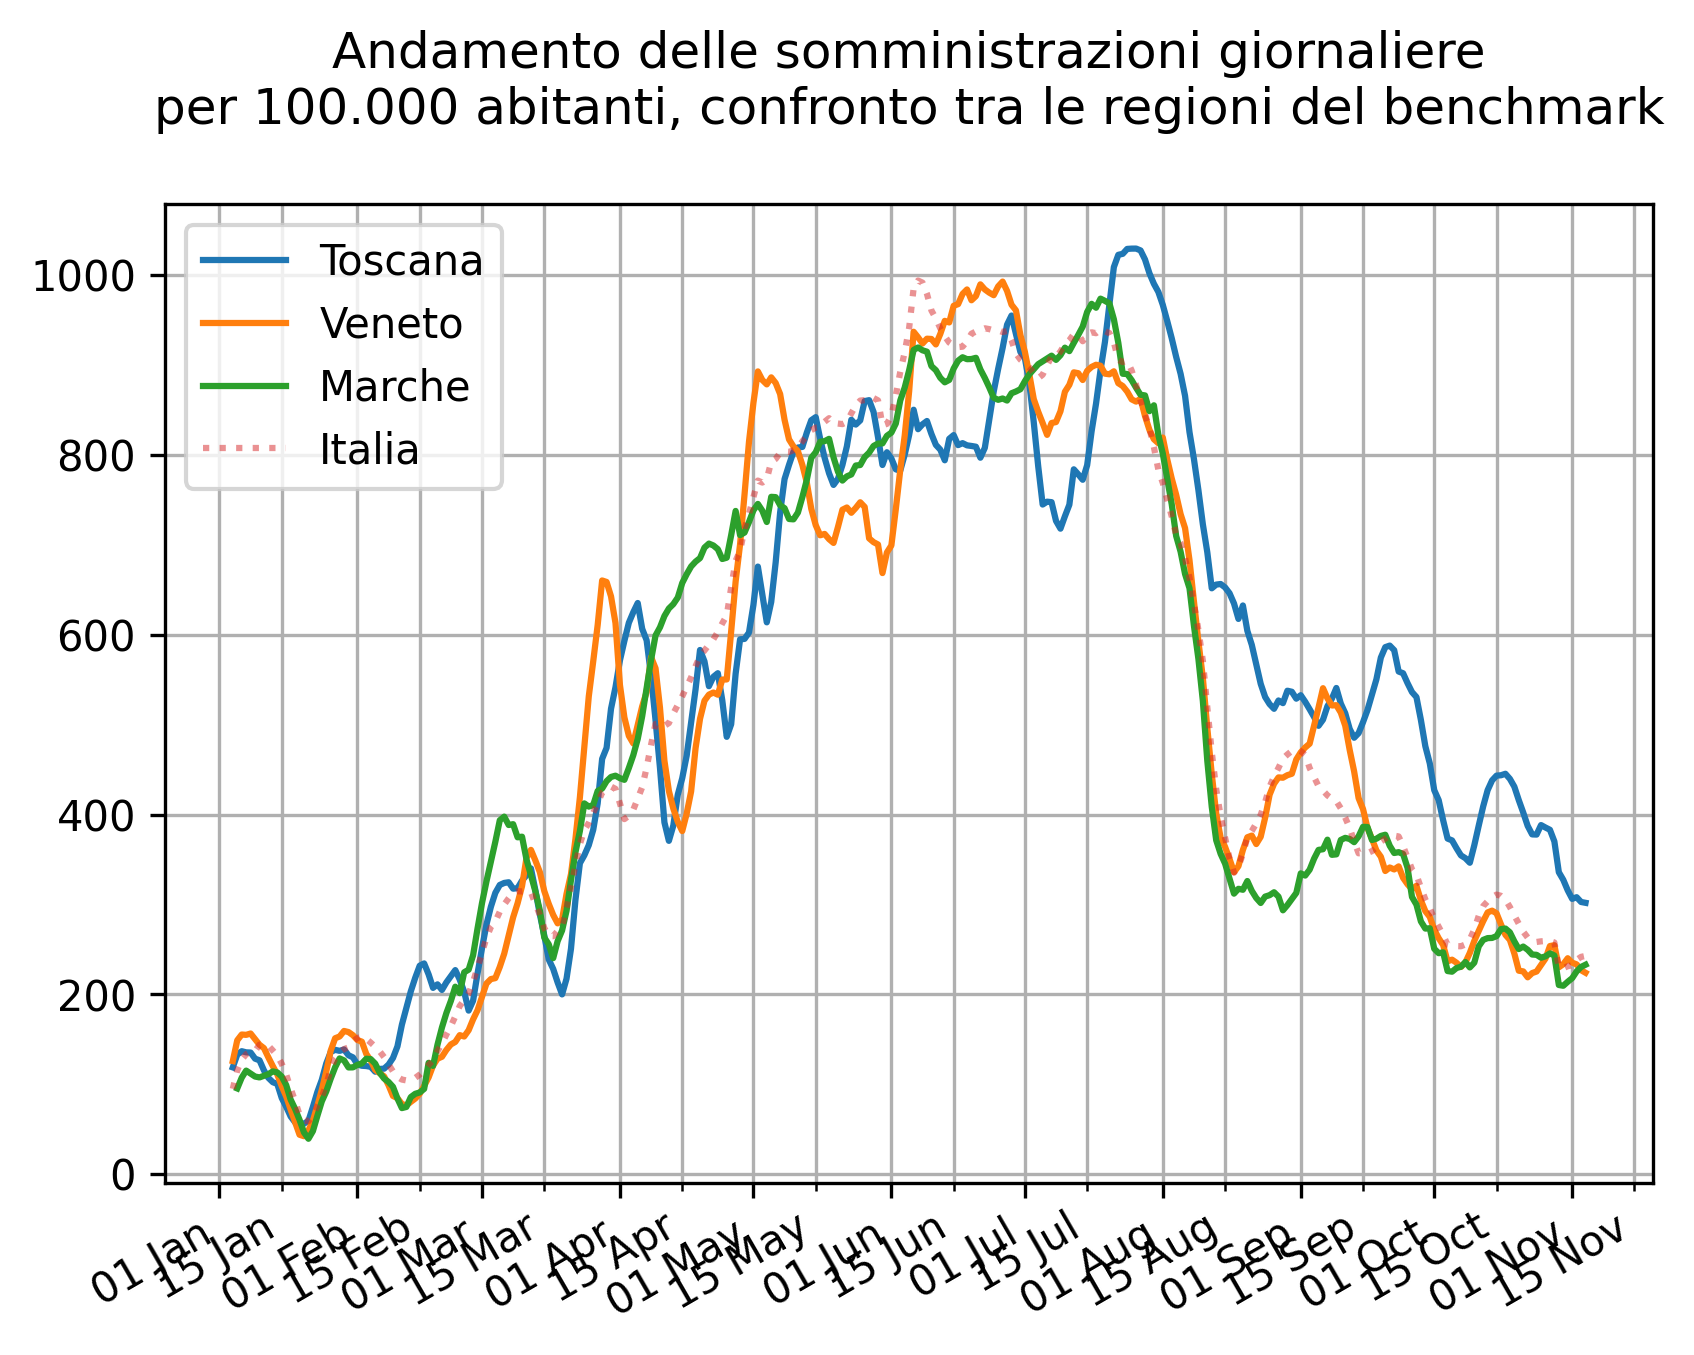 Andamento delle somministrazioni giornaliere
per 100.000 abitanti, confronto tra le regioni del benchmark
Toscana
Veneto
Marche
Italia
1000
800
600
400
200
0
01 Jan
15 Jan
01 Feb
15 Feb
01 Mar
15 Mar
01 Apr
15 Apr
01 May
15 May
01 Jun
15 Jun
01 Jul
15 Jul
01 Aug
15 Aug
01 Sep
15 Sep
01 Oct
15 Oct
01 Nov
15 Nov